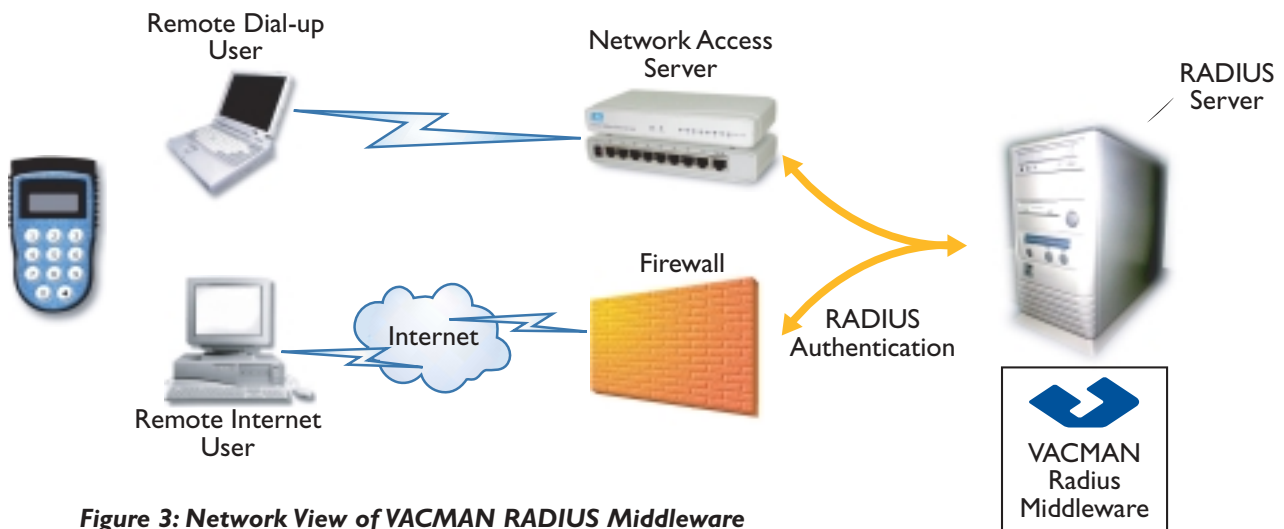 Remote Dial-up
User
Network Access
Server
RADIUS
Server
Internet
Firewall
RADIUS
Authentication
Remote Internet
User
VACMAN
Radius
Middleware
Figure 3: Network View of VACMAN RADIUS Middleware